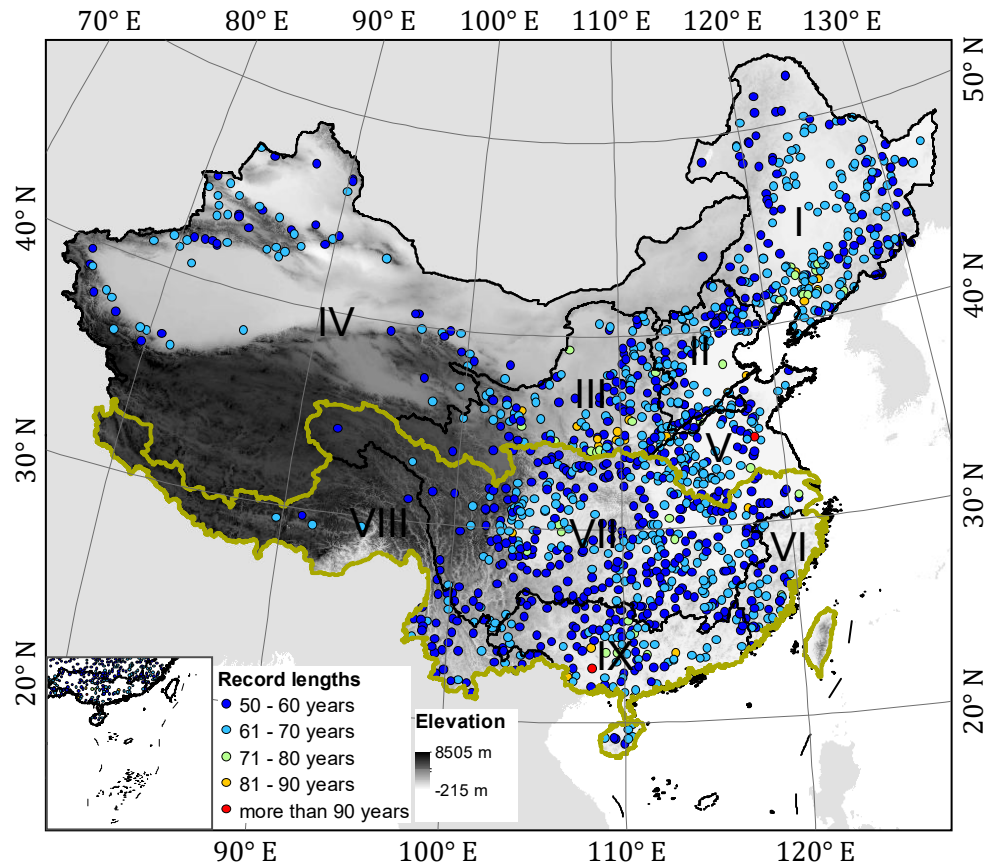 70° E 80° E 90° E 100° E 110° E 120° E 130° E
50° N
40° N
40° N
30° N
30° N
20° N
20° N
I
II
III
IV
V
VI
VII
VIII
IX
Record lengths
50 - 60 years
61 - 70 years
71 - 80 years
81 - 90 years
more than 90 years
Elevation
8505 m
-215 m
90° E 100° E 110° E 120° E